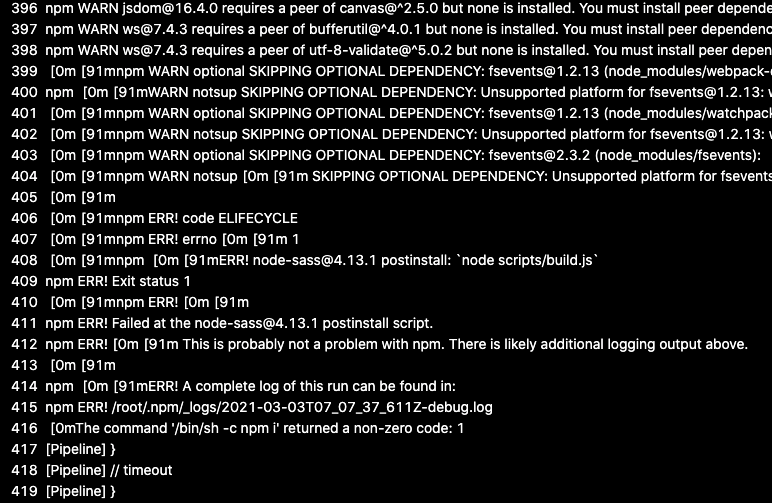 396 npm WARN jsdom@16.4.0 requires a peer of canvas@^2.5.0 but none is installed. You must install peer depende
397 npm WARN ws@7.4.3 requires a peer of bufferutil@^4.0.1 but none is installed. You must install peer dependenc
398 npm WARN ws@7.4.3 requires a peer of utf-8-validate@^5.0.2 but none is installed. You must install peer depen
399 [0m [91mnpm WARN optional SKIPPING OPTIONAL DEPENDENCY: fsevents@1.2.13 (node_modules/webpack-
400 npm [0m [91mWARN notsup SKIPPING OPTIONAL DEPENDENCY: Unsupported platform for fsevents@1.2.13:
401 [0m [91mnpm WARN optional SKIPPING OPTIONAL DEPENDENCY: fsevents@1.2.13 (node_modules/watchpack
402 [0m [91mnpm WARN notsup SKIPPING OPTIONAL DEPENDENCY: Unsupported platform for fsevents@1.2.13:
403 [0m [91mnpm WARN optional SKIPPING OPTIONAL DEPENDENCY: fsevents@2.3.2 (node_modules/fsevents):
404 [0m [91mnpm WARN notsup [0m [91m SKIPPING OPTIONAL DEPENDENCY: Unsupported platform for fsevents
405 [0m [91m
406 [0m [91mnpm ERR! code ELIFECYCLE
407 [0m [91mnpm ERR! errno [0m [91m 1
408 [0m [91mnpm [0m [91mERR! node-sass@4.13.1 postinstall: `node scripts/build.js`
409 npm ERR! Exit status 1
410 [0m [91mnpm ERR! [0m [91m
411 npm ERR! Failed at the node-sass@4.13.1 postinstall script.
412 npm ERR! [0m [91m This is probably not a problem with npm. There is likely additional logging output above.
413 [0m [91m
414 npm [0m [91mERR! A complete log of this run can be found in:
415 npm ERR! /root/.npm/_logs/2021-03-03T07_07_37_611Z-debug.log
416 [0mThe command '/bin/sh -c npm i' returned a non-zero code: 1
417 [Pipeline] }
418 [Pipeline] // timeout
419 [Pipeline] }